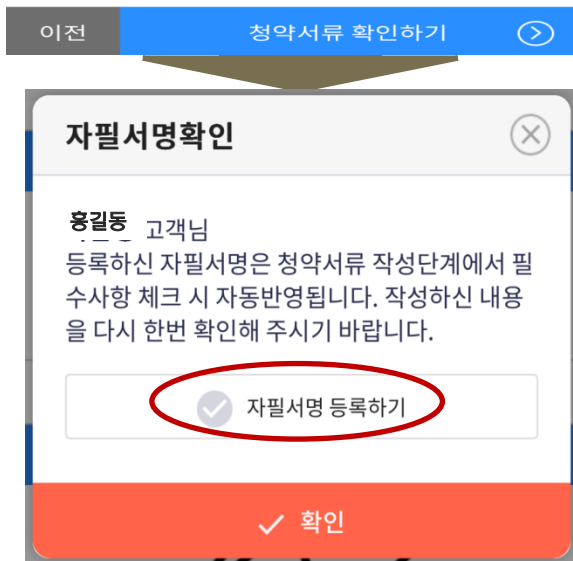 이전
청약서류 확인하기
자필서명확인
홍길동 고객님
등록하신 자필서명은 청약서류 작성단계에서 필
수사항 체크 시 자동반영됩니다. 작성하신 내용
을 다시 한번 확인해 주시기 바랍니다.
자필서명 등록하기
확인